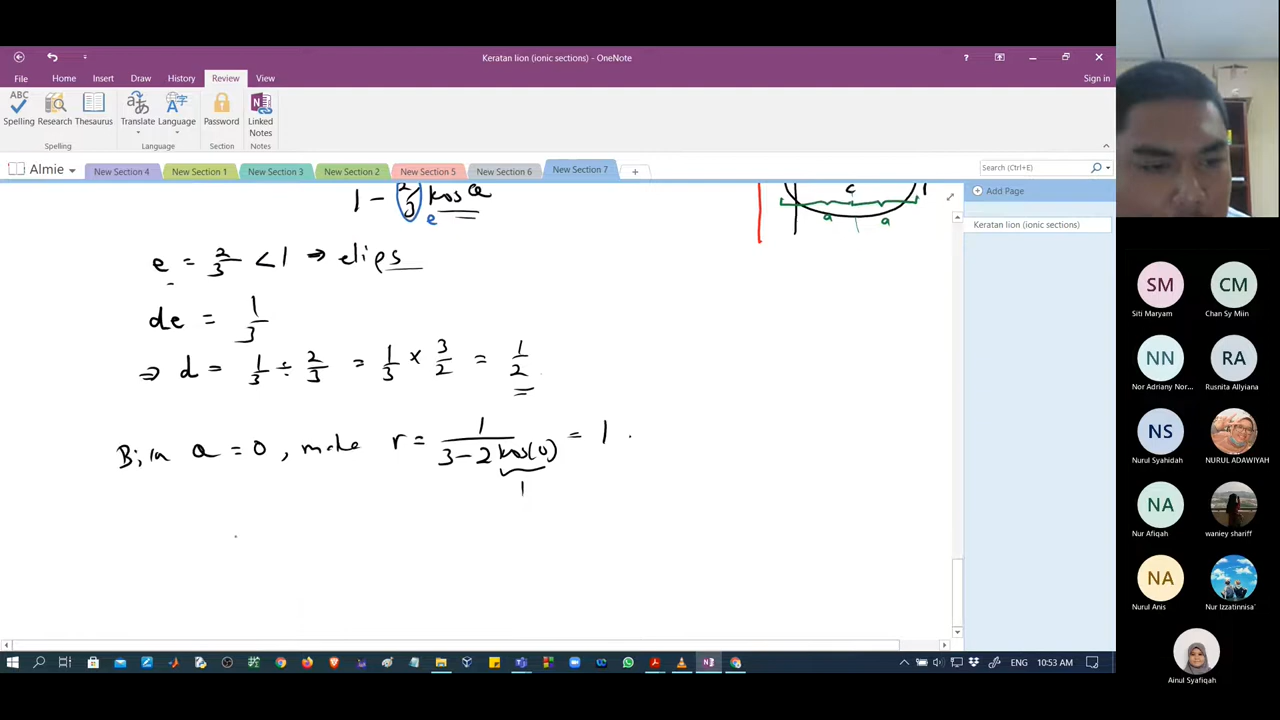 Keratan lion (ionic sections) - OneNote
?
File Home Insert Draw History Review View
Sign in
ABC
Spelling Research Thesaurus Translate Language Password Linked Notes
Spelling Language Section Notes
Almie New Section 4 New Section 1 New Section 3 New Section 2 New Section 5 New Section 6 New Section 7 +
Search (Ctrl+E)
Add Page
Keratan lion (ionic sections)
1 - 2/3 kos θ
e
c
a a
e = 2/3 < 1 ⇒ elips
de = 1/3
⇒ d = 1/3 ÷ 2/3 = 1/3 × 3/2 = 1/2
Bila θ = 0, maka r = 1/(3-2kos(0)) = 1.
1
SM CM
Siti Maryam Chan Sy Miin
NN RA
Nor Adriany Nor... Rusnita Allyiana
NS
Nurul Syahidah NURUL ADAWIYAH
NA
Nur Afiqah waniey shariff
NA
Nurul Anis Nur Izzatinnisa'
Ainul Syafiqah
ENG 10:53 AM